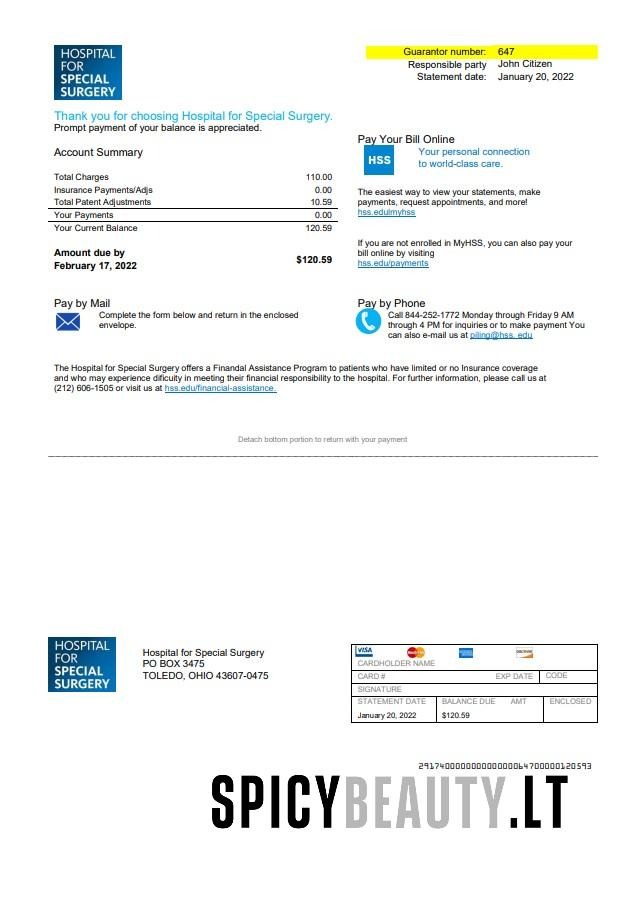 HOSPITAL
FOR
SPECIAL
SURGERY
Guarantor number: 647
Responsible party John Citizen
Statement date: January 20, 2022
Thank you for choosing Hospital for Special Surgery.
Prompt payment of your balance is appreciated.
Account Summary
Total Charges 110.00
Insurance Payments/Adjs 0.00
Total Patent Adjustments 10.59
Your Payments 0.00
Your Current Balance 120.59
Amount due by
February 17, 2022 $120.59
Pay Your Bill Online
HSS
Your personal connection
to world-class care.
The easiest way to view your statements, make
payments, request appointments, and more!
hss.edulmyhss
If you are not enrolled in MyHSS, you can also pay your
bill online by visiting
hss.edu/payments
Pay by Mail
Complete the form below and return in the enclosed
envelope.
Pay by Phone
Call 844-252-1772 Monday through Friday 9 AM
through 4 PM for inquiries or to make payment You
can also e-mail us at piling@hss. edu
The Hospital for Special Surgery offers a Finandal Assistance Program to patients who have limited or no Insurance coverage
and who may experience dificuity in meeting their financial responsibility to the hospital. For further information, please call us at
(212) 606-1505 or visit us at hss.edu/financial-assistance.
Detach bottom portion to return with your payment
HOSPITAL
FOR
SPECIAL
SURGERY
Hospital for Special Surgery
PO BOX 3475
TOLEDO, OHIO 43607-0475
VISA MasterCard DISCOVER
CARDHOLDER NAME
CARD # EXP DATE CODE
SIGNATURE
STATEMENT DATE BALANCE DUE AMT ENCLOSED
January 20, 2022 $120.59
2917400000000000000064700000120593
SPICYBEAUTY.LT